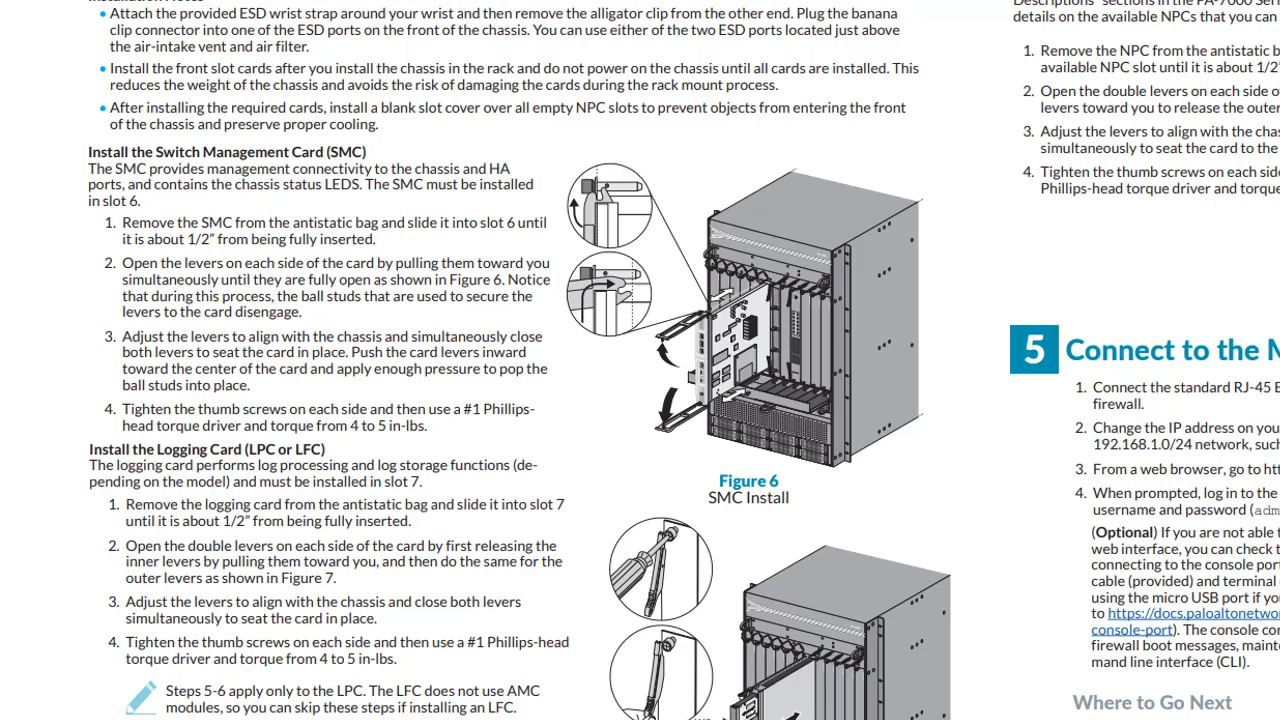 • Attach the provided ESD wrist strap around your wrist and then remove the alligator clip from the other end. Plug the banana
clip connector into one of the ESD ports on the front of the chassis. You can use either of the two ESD ports located just above
the air-intake vent and air filter.
• Install the front slot cards after you install the chassis in the rack and do not power on the chassis until all cards are installed. This
reduces the weight of the chassis and avoids the risk of damaging the cards during the rack mount process.
• After installing the required cards, install a blank slot cover over all empty NPC slots to prevent objects from entering the front
of the chassis and preserve proper cooling.
Install the Switch Management Card (SMC)
The SMC provides management connectivity to the chassis and HA
ports, and contains the chassis status LEDS. The SMC must be installed
in slot 6.
1. Remove the SMC from the antistatic bag and slide it into slot 6 until
it is about 1/2” from being fully inserted.
2. Open the levers on each side of the card by pulling them toward you
simultaneously until they are fully open as shown in Figure 6. Notice
that during this process, the ball studs that are used to secure the
levers to the card disengage.
3. Adjust the levers to align with the chassis and simultaneously close
both levers to seat the card in place. Push the card levers inward
toward the center of the card and apply enough pressure to pop the
ball studs into place.
4. Tighten the thumb screws on each side and then use a #1 Phillips-
head torque driver and torque from 4 to 5 in-lbs.
Figure 6
SMC Install
Install the Logging Card (LPC or LFC)
The logging card performs log processing and log storage functions (de-
pending on the model) and must be installed in slot 7.
1. Remove the logging card from the antistatic bag and slide it into slot 7
until it is about 1/2” from being fully inserted.
2. Open the double levers on each side of the card by first releasing the
inner levers by pulling them toward you, and then do the same for the
outer levers as shown in Figure 7.
3. Adjust the levers to align with the chassis and close both levers
simultaneously to seat the card in place.
4. Tighten the thumb screws on each side and then use a #1 Phillips-head
torque driver and torque from 4 to 5 in-lbs.
Steps 5-6 apply only to the LPC. The LFC does not use AMC
modules, so you can skip these steps if installing an LFC.
details on the available NPCs that you can
1. Remove the NPC from the antistatic b
available NPC slot until it is about 1/2”
2. Open the double levers on each side o
levers toward you to release the outer
3. Adjust the levers to align with the chas
simultaneously to seat the card to the
4. Tighten the thumb screws on each side
Phillips-head torque driver and torque
5 Connect to the M
1. Connect the standard RJ-45 E
firewall.
2. Change the IP address on you
192.168.1.0/24 network, such
3. From a web browser, go to htt
4. When prompted, log in to the
username and password (adm
(Optional) If you are not able t
web interface, you can check t
connecting to the console port
cable (provided) and terminal
using the micro USB port if you
to https://docs.paloaltonetwor
console-port). The console con
firewall boot messages, mainte
mand line interface (CLI).
Where to Go Next